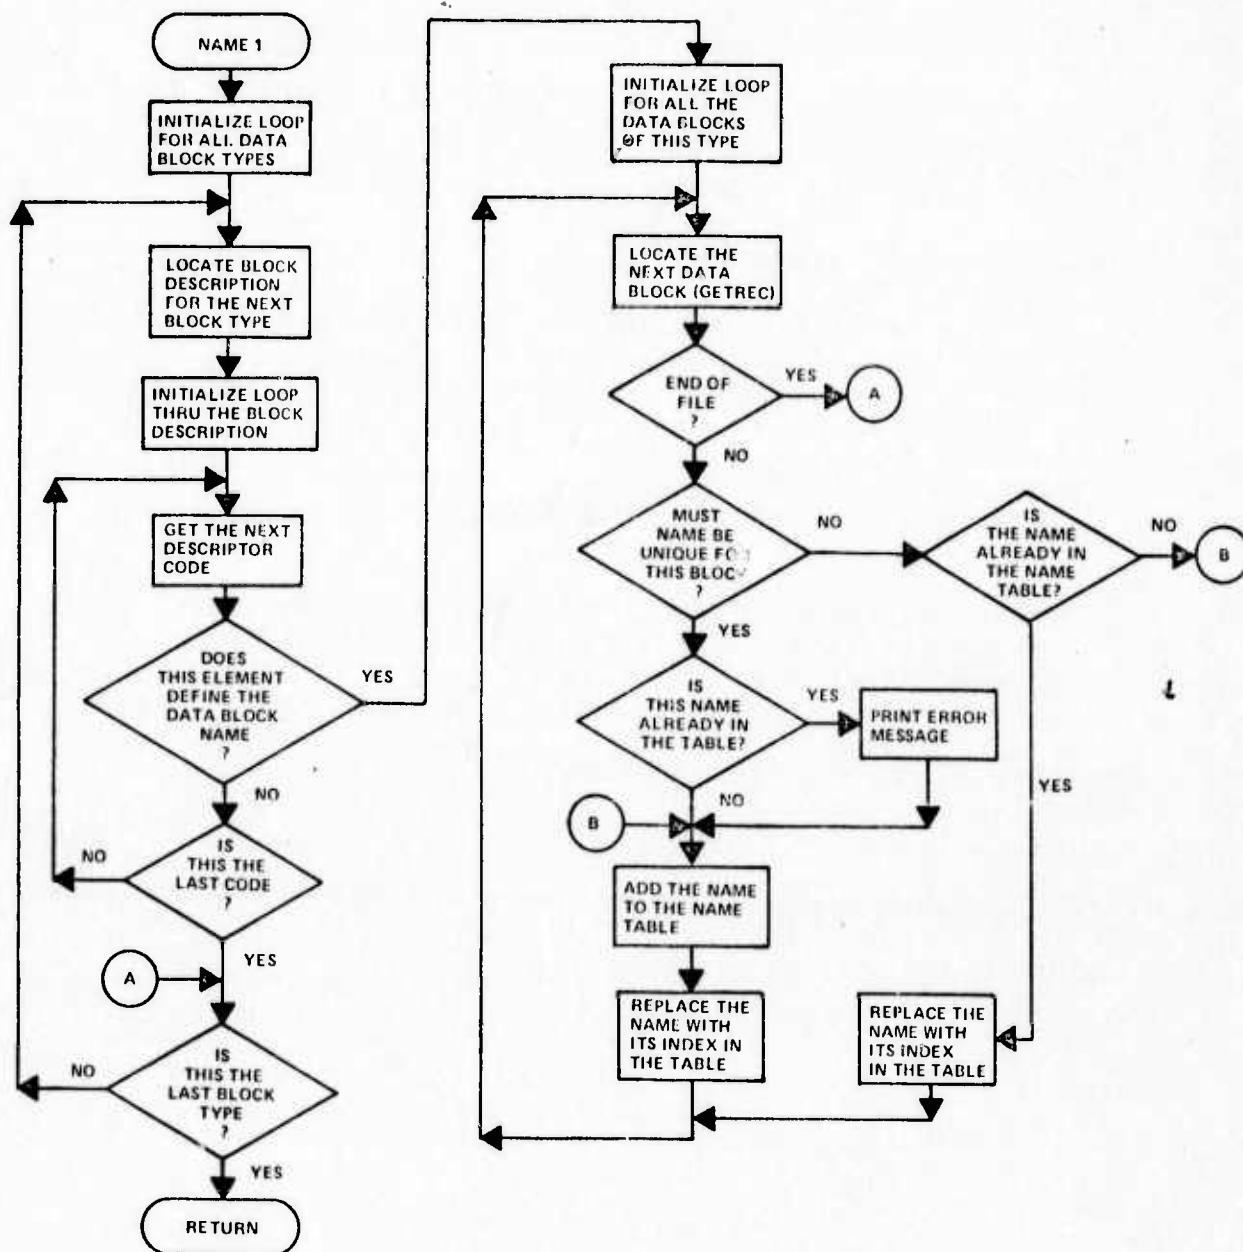 NAME 1
INITIALIZE LOOP
FOR ALL DATA
BLOCK TYPES
LOCATE BLOCK
DESCRIPTION
FOR THE NEXT
BLOCK TYPE
INITIALIZE LOOP
THRU THE BLOCK
DESCRIPTION
GET THE NEXT
DESCRIPTOR
CODE
DOES
THIS ELEMENT
DEFINE THE
DATA BLOCK
NAME
?
YES
NO
IS
THIS THE
LAST CODE
?
NO
YES
A
IS
THIS THE
LAST BLOCK
TYPE
?
NO
YES
RETURN
INITIALIZE LOOP
FOR ALL THE
DATA BLOCKS
OF THIS TYPE
LOCATE THE
NEXT DATA
BLOCK (GETREC)
END OF
FILE
?
YES
A
NO
MUST
NAME BE
UNIQUE FOR
THIS BLOCK
?
NO
IS
THE NAME
ALREADY IN
THE NAME
TABLE?
NO
B
YES
YES
IS
THIS NAME
ALREADY IN
THE TABLE?
YES
PRINT ERROR
MESSAGE
NO
B
ADD THE NAME
TO THE NAME
TABLE
REPLACE THE
NAME WITH
ITS INDEX IN
THE TABLE
REPLACE THE
NAME WITH
ITS INDEX
IN THE TABLE